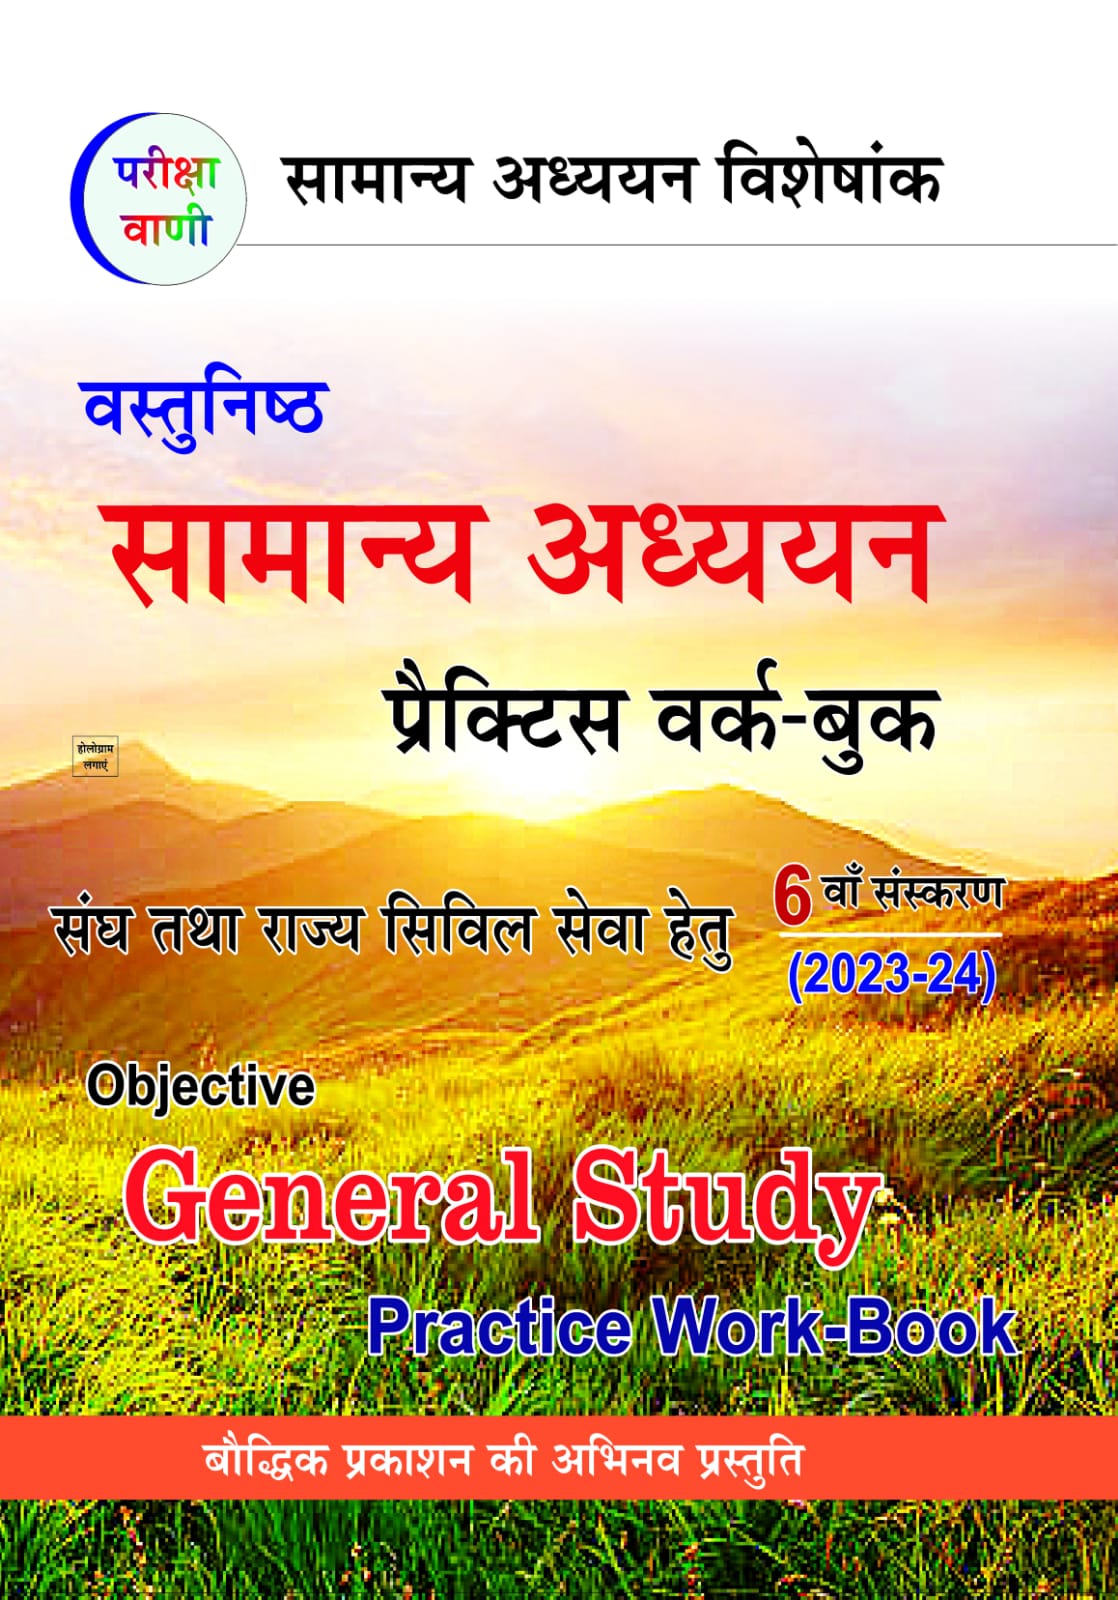 परीक्षा
वाणी
सामान्य अध्ययन विशेषांक
वस्तुनिष्ठ
सामान्य अध्ययन
प्रैक्टिस वर्क-बुक
होलोग्राम
लगाएं
संघ तथा राज्य सिविल सेवा हेतु
6 वाँ संस्करण
(2023-24)
Objective
General Study
Practice Work-Book
बौद्धिक प्रकाशन की अभिनव प्रस्तुति